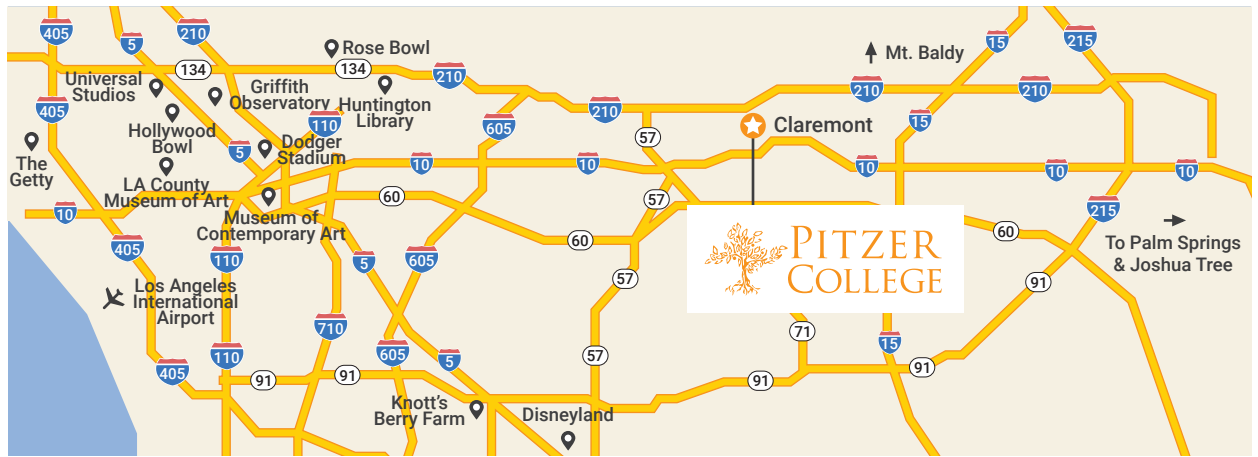 405
5
210
15
215
Rose Bowl
Mt. Baldy
134
134
210
210
210
Universal
Studios
Griffith
Observatory
Huntington
Library
405
210
110
605
15
57
Claremont
Hollywood
Bowl
Dodger
Stadium
5
The
Getty
10
10
10
10
10
LA County
Museum of Art
60
57
215
10
Museum of
Contemporary Art
60
60
To Palm Springs
& Joshua Tree
405
110
5
605
57
PITZER
COLLEGE
91
Los Angeles
International
Airport
710
71
110
605
5
57
15
405
91
91
91
91
Knott's
Berry Farm
Disneyland